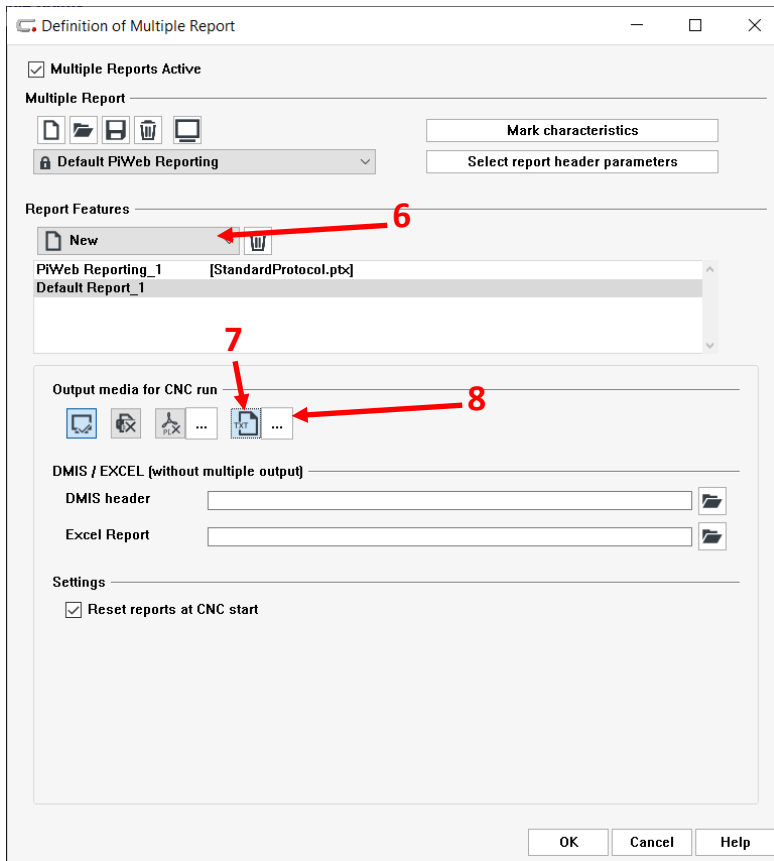 Definition of Multiple Report
Multiple Reports Active
Multiple Report
Mark characteristics
Default PiWeb Reporting
Select report header parameters
Report Features
6
New
PiWeb Reporting_1 [StandardProtocol.ptx]
Default Report_1
7
Output media for CNC run
8
... TXT ...
DMIS / EXCEL (without multiple output)
DMIS header
Excel Report
Settings
Reset reports at CNC start
OK Cancel Help